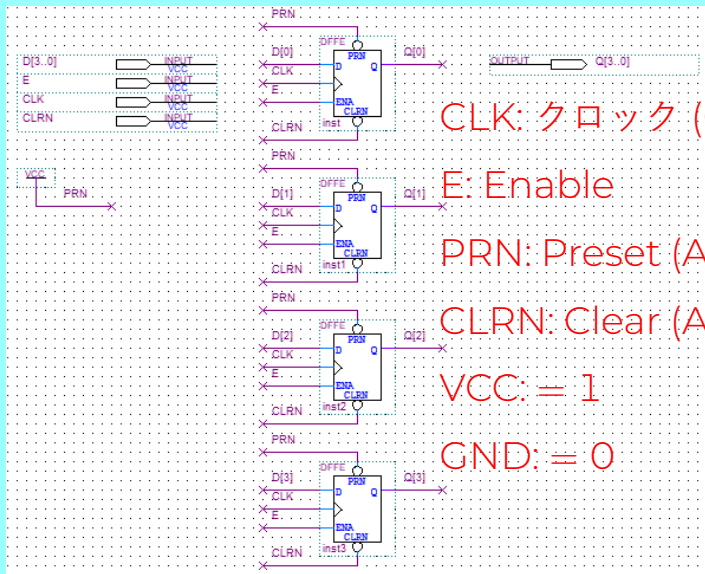 D[3..0] INPUT VCC
E INPUT VCC
CLK INPUT VCC
CLRN INPUT VCC
VCC
PRN
PRN
DFFE
D[0] PRN Q[0]
CLK D Q
E ENA
CLRN
CLRN inst
PRN
DFFE
D[1] PRN Q[1]
CLK D Q
E ENA
CLRN
CLRN inst1
PRN
DFFE
D[2] PRN Q[2]
CLK D Q
E ENA
CLRN
CLRN inst2
PRN
DFFE
D[3] PRN Q[3]
CLK D Q
E ENA
CLRN
CLRN inst3
OUTPUT Q[3..0]
CLK: クロック (
E: Enable
PRN: Preset (A
CLRN: Clear (A
VCC: = 1
GND: = 0